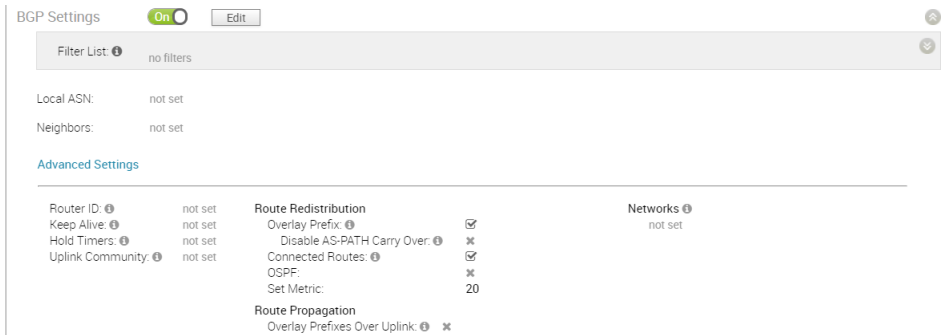 BGP Settings On Edit
Filter List: no filters
Local ASN: not set
Neighbors: not set
Advanced Settings
Router ID: not set
Keep Alive: not set
Hold Timers: not set
Uplink Community: not set
Route Redistribution
Overlay Prefix:
Disable AS-PATH Carry Over:
Connected Routes:
OSPF:
Set Metric: 20
Route Propagation
Overlay Prefixes Over Uplink:
Networks
not set